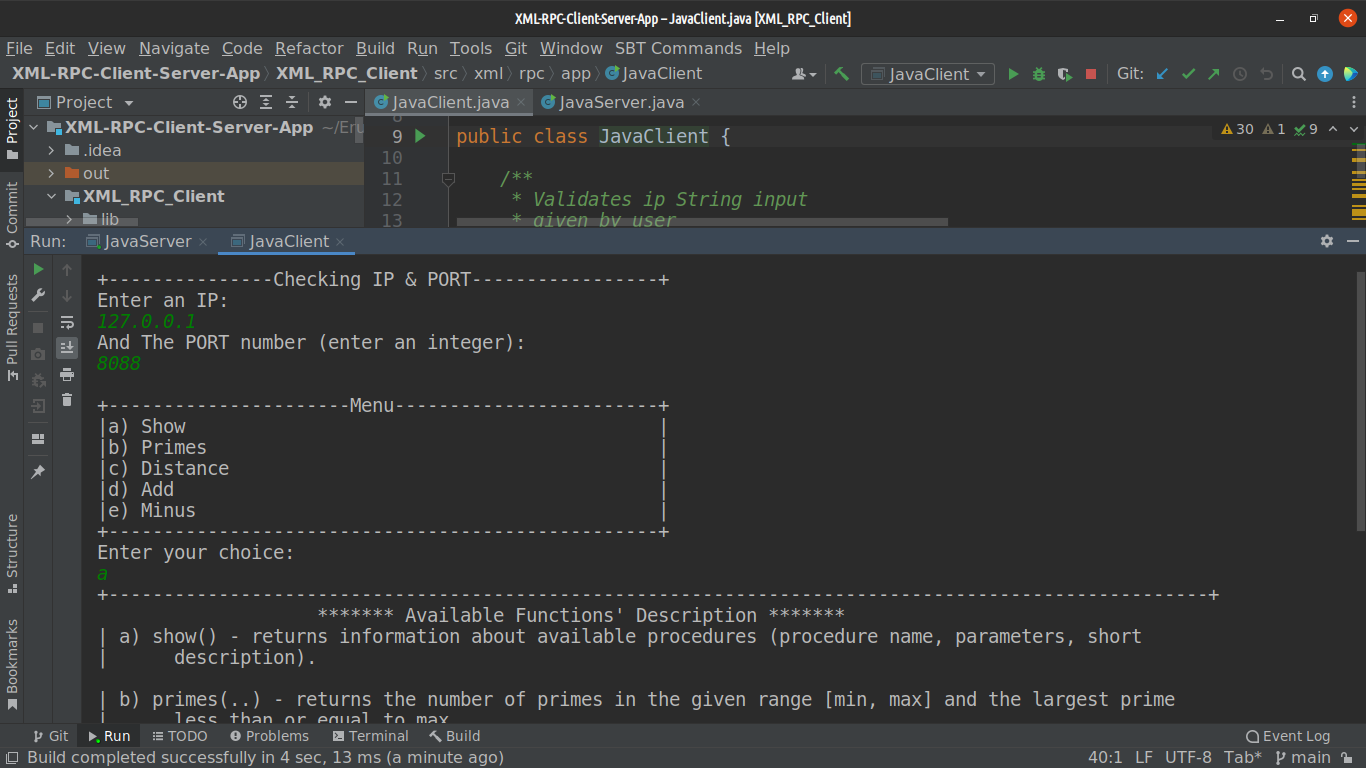 XML-RPC-Client-Server-App – JavaClient.java [XML_RPC_Client]
File Edit View Navigate Code Refactor Build Run Tools Git Window SBT Commands Help
XML-RPC-Client-Server-App XML_RPC_Client src xml rpc app JavaClient
JavaClient
Git:
Project
JavaClient.java
JavaServer.java
Project
Commit
Pull Requests
Structure
Bookmarks
XML-RPC-Client-Server-App ~/Eru
.idea
out
XML_RPC_Client
lib
8
9 public class JavaClient {
30 1 9
10
11 /**
12 * Validates ip String input
13 * given by user
Run: JavaServer JavaClient
+---------------Checking IP & PORT-----------------+
Enter an IP:
127.0.0.1
And The PORT number (enter an integer):
8088
+----------------------Menu------------------------+
|a) Show |
|b) Primes |
|c) Distance |
|d) Add |
|e) Minus |
+--------------------------------------------------+
Enter your choice:
a
+----------------------------------------------------------------------------------------------------+
******* Available Functions' Description *******
| a) show() - returns information about available procedures (procedure name, parameters, short
| description).
| b) primes(..) - returns the number of primes in the given range [min, max] and the largest prime
| less than or equal to max
Git Run TODO Problems Terminal Build Event Log
Build completed successfully in 4 sec, 13 ms (a minute ago) 40:1 LF UTF-8 Tab* main